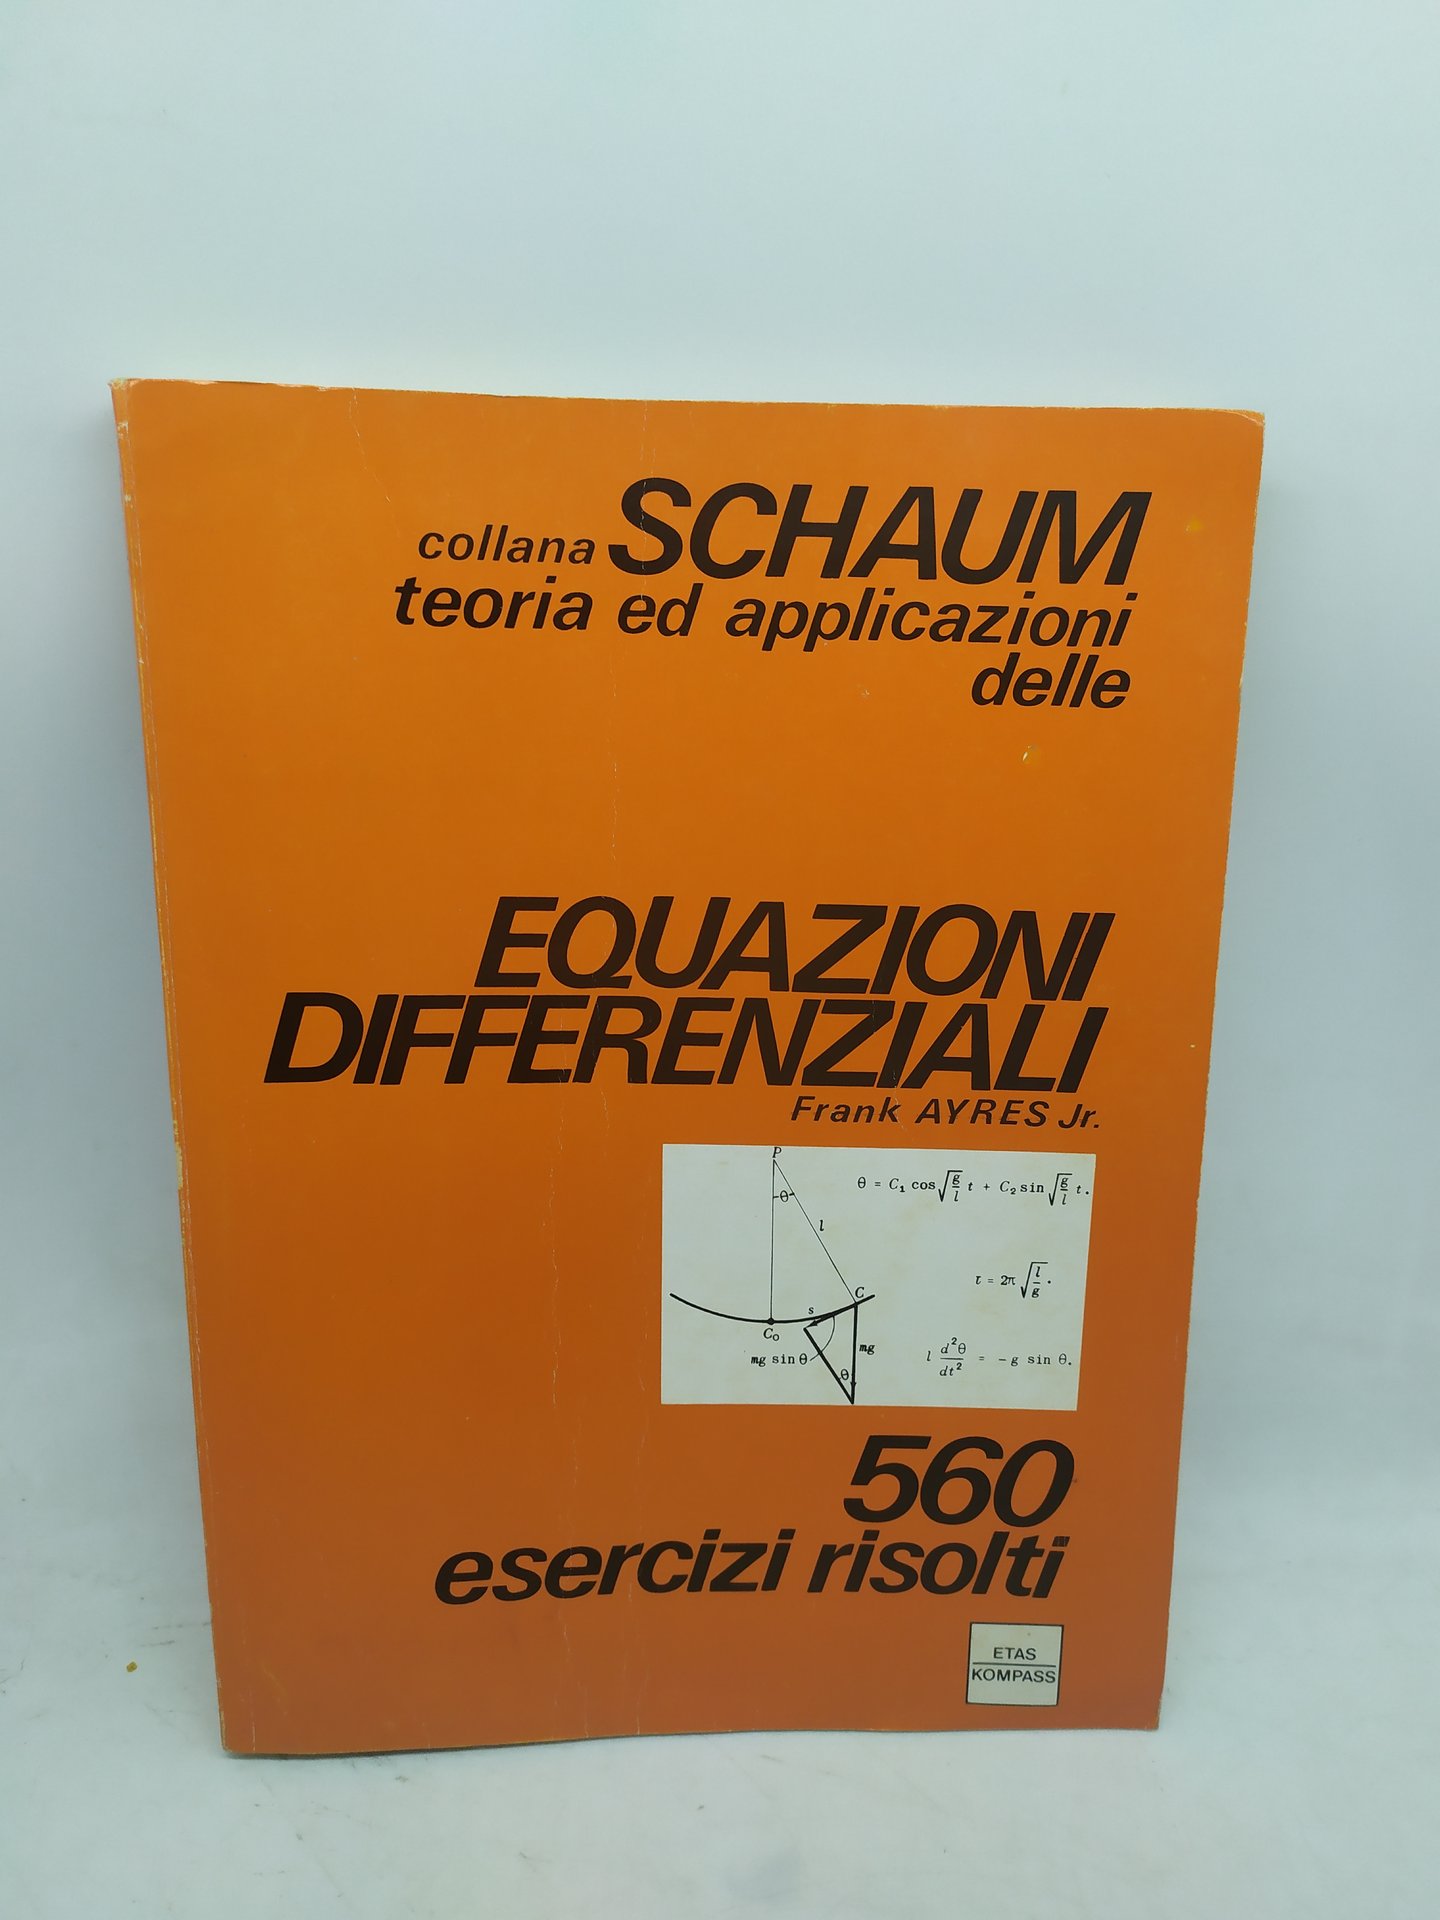 collana SCHAUM
teoria ed applicazioni
delle
EQUAZIONI
DIFFERENZIALI
Frank AYRES Jr.
P
θ
l
θ = C₁ cos √(g/l) t + C₂ sin √(g/l) t.
τ = 2π √(l/g).
C
s
C₀
mg sin θ
mg
θ
l d²θ/dt² = −g sin θ.
560
esercizi risolti
ETAS
KOMPASS